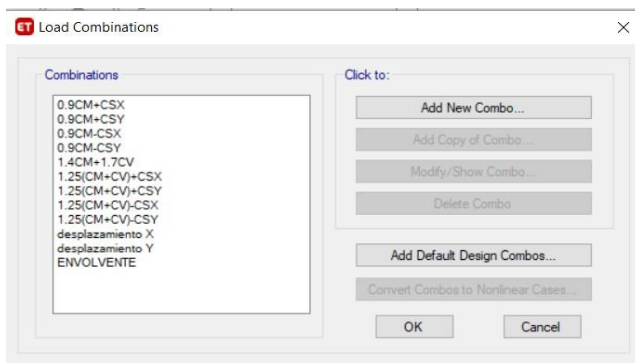 ET Load Combinations
Combinations
0.9CM+CSX
0.9CM+CSY
0.9CM-CSX
0.9CM-CSY
1.4CM+1.7CV
1.25(CM+CV)+CSX
1.25(CM+CV)+CSY
1.25(CM+CV)-CSX
1.25(CM+CV)-CSY
desplazamiento X
desplazamiento Y
ENVOLVENTE
Click to:
Add New Combo...
Add Copy of Combo...
Modify/Show Combo...
Delete Combo
Add Default Design Combos...
Convert Combos to Nonlinear Cases...
OK
Cancel